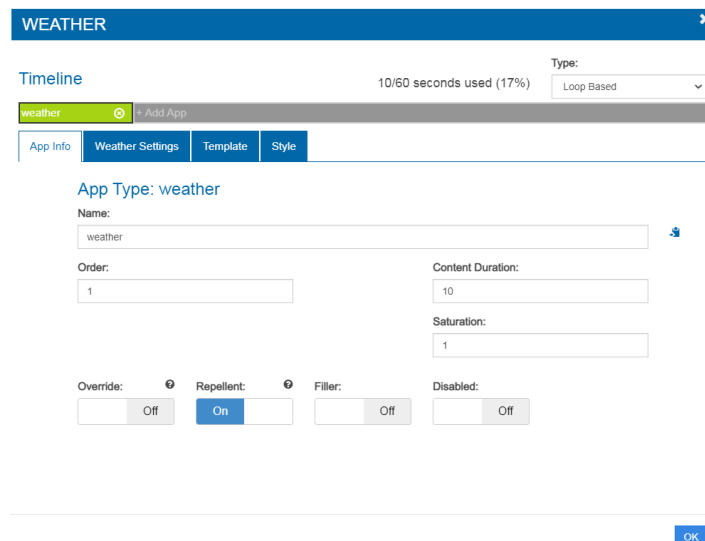 WEATHER
Timeline
10/60 seconds used (17%)
Type:
Loop Based
weather + Add App
App Info Weather Settings Template Style
App Type: weather
Name:
weather
Order: Content Duration:
1 10
Saturation:
1
Override: Repellent: Filler: Disabled:
Off On Off Off
OK